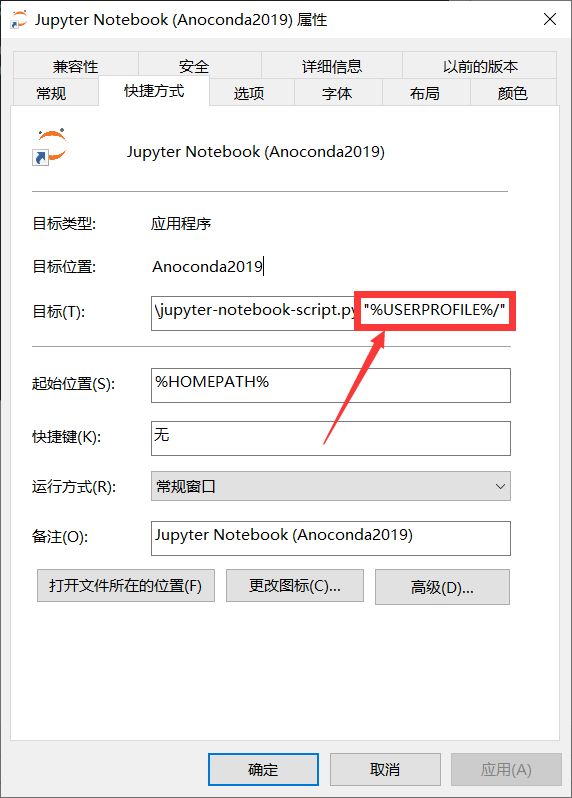 Jupyter Notebook (Anoconda2019) 属性
兼容性 安全 详细信息 以前的版本
常规 快捷方式 选项 字体 布局 颜色
Jupyter Notebook (Anoconda2019)
目标类型: 应用程序
目标位置: Anoconda2019
目标(T): \jupyter-notebook-script.py "%USERPROFILE%/"
起始位置(S): %HOMEPATH%
快捷键(K): 无
运行方式(R): 常规窗口
备注(O): Jupyter Notebook (Anoconda2019)
打开文件所在的位置(F) 更改图标(C)... 高级(D)...
确定 取消 应用(A)